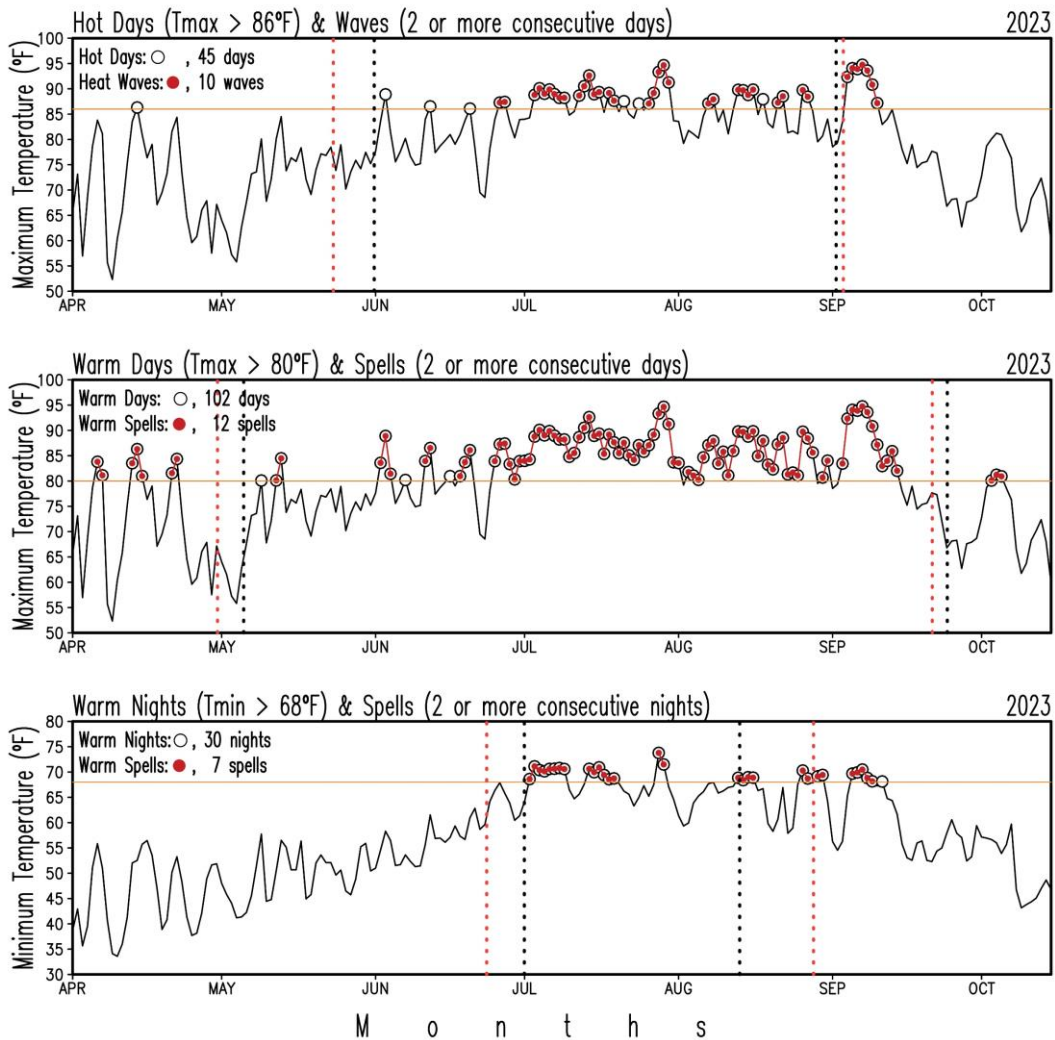 Hot Days (Tmax > 86°F) & Waves (2 or more consecutive days) 2023
Maximum Temperature (°F)
100
95
90
85
80
75
70
65
60
55
50
Hot Days: , 45 days
Heat Waves: , 10 waves
APR MAY JUN JUL AUG SEP OCT
Warm Days (Tmax > 80°F) & Spells (2 or more consecutive days) 2023
Maximum Temperature (°F)
100
95
90
85
80
75
70
65
60
55
50
Warm Days: , 102 days
Warm Spells: , 12 spells
APR MAY JUN JUL AUG SEP OCT
Warm Nights (Tmin > 68°F) & Spells (2 or more consecutive nights) 2023
Minimum Temperature (°F)
80
75
70
65
60
55
50
45
40
35
30
Warm Nights: , 30 nights
Warm Spells: , 7 spells
APR MAY JUN JUL AUG SEP OCT
M o n t h s